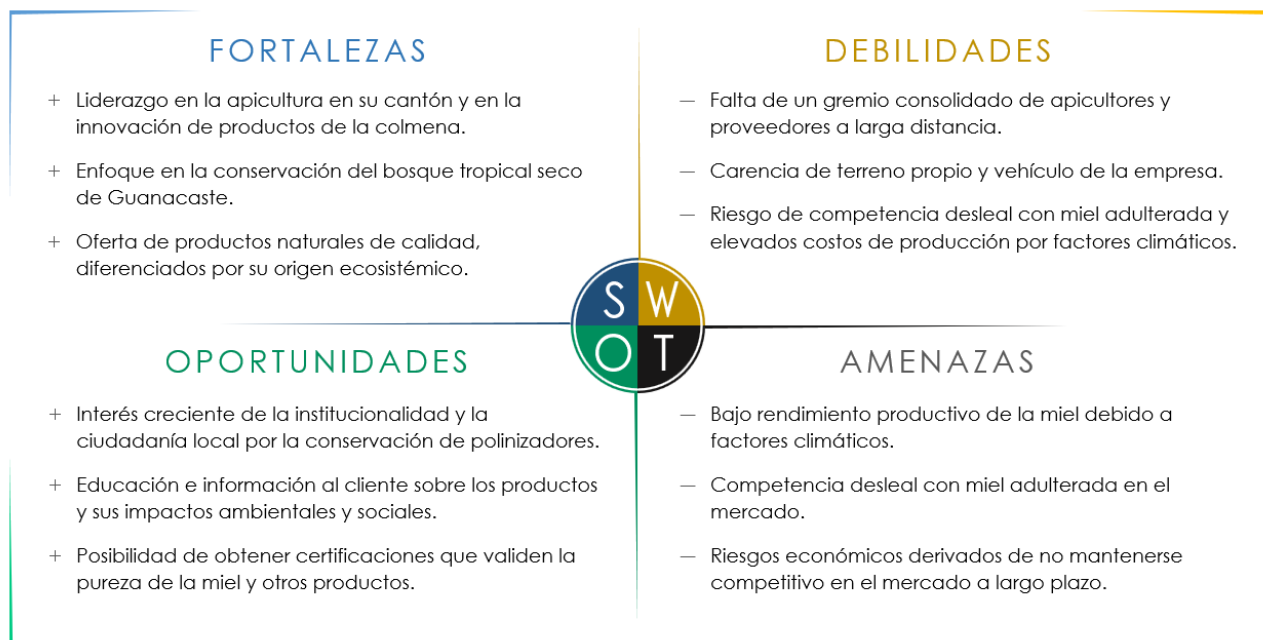 FORTALEZAS
+ Liderazgo en la apicultura en su cantón y en la
innovación de productos de la colmena.
+ Enfoque en la conservación del bosque tropical seco
de Guanacaste.
+ Oferta de productos naturales de calidad,
diferenciados por su origen ecosistémico.
DEBILIDADES
— Falta de un gremio consolidado de apicultores y
proveedores a larga distancia.
— Carencia de terreno propio y vehículo de la empresa.
— Riesgo de competencia desleal con miel adulterada y
elevados costos de producción por factores climáticos.
S W
O T
OPORTUNIDADES
+ Interés creciente de la institucionalidad y la
ciudadanía local por la conservación de polinizadores.
+ Educación e información al cliente sobre los productos
y sus impactos ambientales y sociales.
+ Posibilidad de obtener certificaciones que validen la
pureza de la miel y otros productos.
AMENAZAS
— Bajo rendimiento productivo de la miel debido a
factores climáticos.
— Competencia desleal con miel adulterada en el
mercado.
— Riesgos económicos derivados de no mantenerse
competitivo en el mercado a largo plazo.